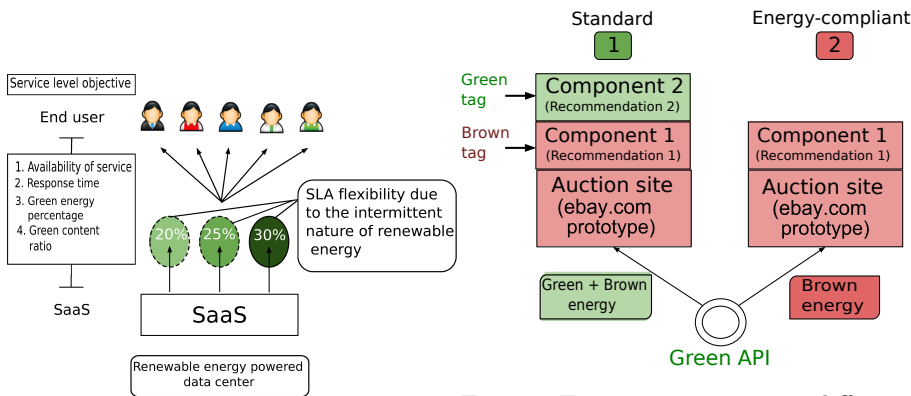 Service level objective
End user
1. Availability of service
2. Response time
3. Green energy
percentage
4. Green content
ratio
SaaS
20%
25%
30%
SLA flexibility due
to the intermittent
nature of renewable
energy
SaaS
Renewable energy powered
data center
Standard
1
Energy-compliant
2
Green
tag
Brown
tag
Component 2
(Recommendation 2)
Component 1
(Recommendation 1)
Auction site
(ebay.com
prototype)
Component 1
(Recommendation 1)
Auction site
(ebay.com
prototype)
Green + Brown
energy
Brown
energy
Green API